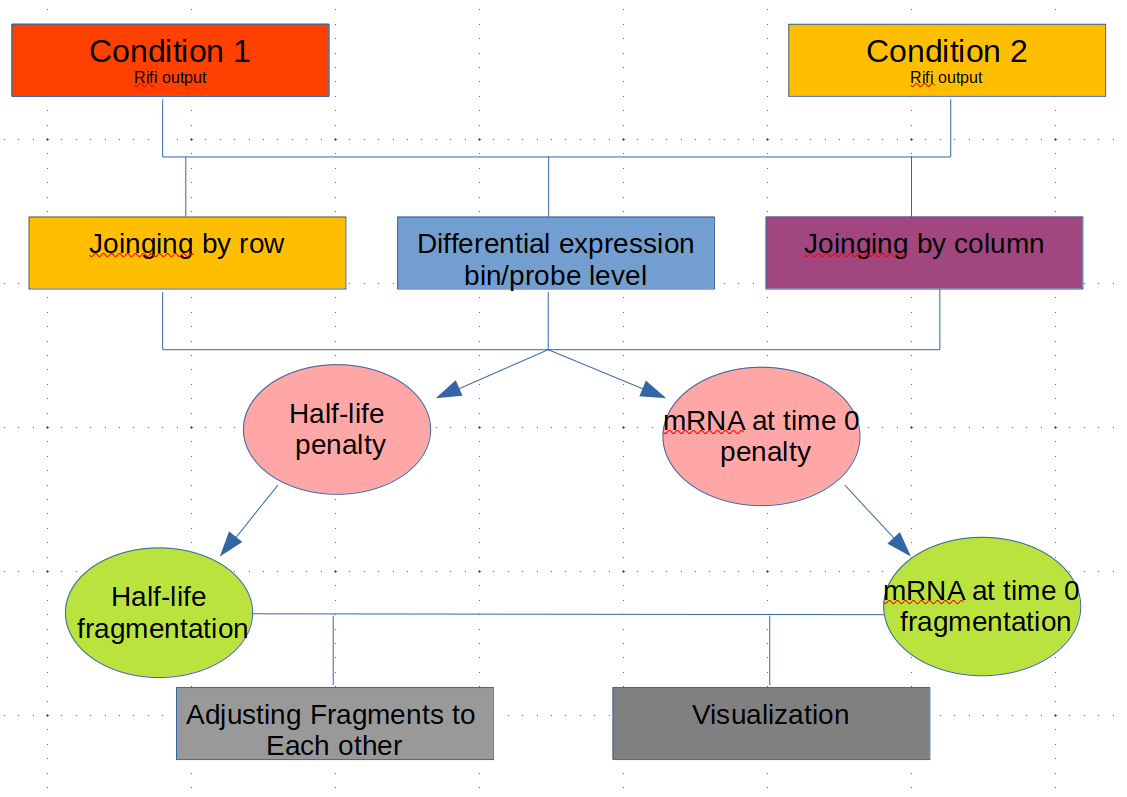 Condition 1
Rifi output
Condition 2
Rifi output
Joinging by row
Differential expression
bin/probe level
Joinging by column
Half-life
penalty
mRNA at time 0
penalty
Half-life
fragmentation
mRNA at time 0
fragmentation
Adjusting Fragments to
Each other
Visualization